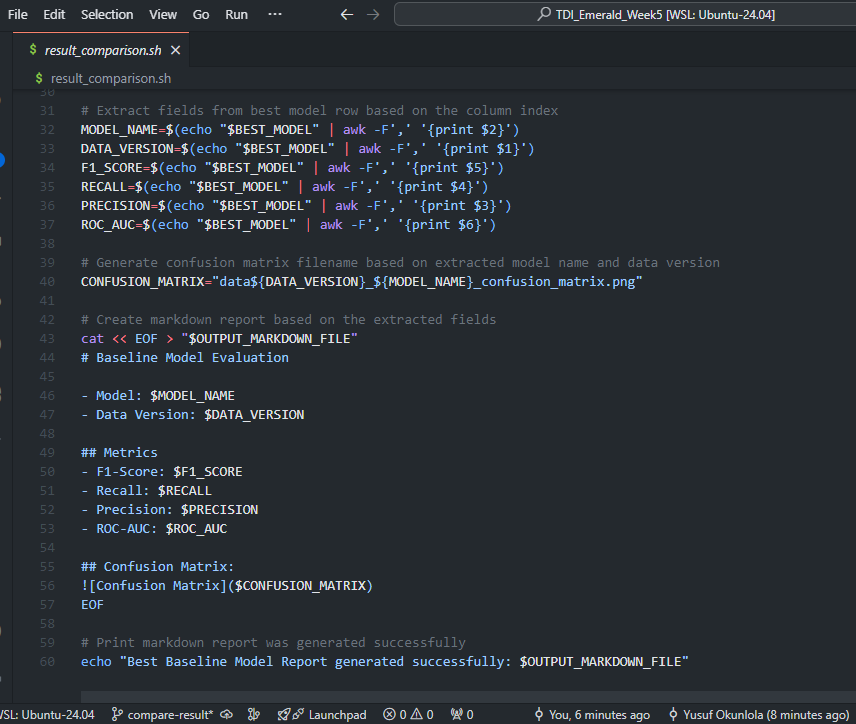 File Edit Selection View Go Run ··· ← → TDI_Emerald_Week5 [WSL: Ubuntu-24.04]
$ result_comparison.sh ×
$ result_comparison.sh
30
31 # Extract fields from best model row based on the column index
32 MODEL_NAME=$(echo "$BEST_MODEL" | awk -F',' '{print $2}')
33 DATA_VERSION=$(echo "$BEST_MODEL" | awk -F',' '{print $1}')
34 F1_SCORE=$(echo "$BEST_MODEL" | awk -F',' '{print $5}')
35 RECALL=$(echo "$BEST_MODEL" | awk -F',' '{print $4}')
36 PRECISION=$(echo "$BEST_MODEL" | awk -F',' '{print $3}')
37 ROC_AUC=$(echo "$BEST_MODEL" | awk -F',' '{print $6}')
38
39 # Generate confusion matrix filename based on extracted model name and data version
40 CONFUSION_MATRIX="data${DATA_VERSION}_${MODEL_NAME}_confusion_matrix.png"
41
42 # Create markdown report based on the extracted fields
43 cat << EOF > "$OUTPUT_MARKDOWN_FILE"
44 # Baseline Model Evaluation
45
46 - Model: $MODEL_NAME
47 - Data Version: $DATA_VERSION
48
49 ## Metrics
50 - F1-Score: $F1_SCORE
51 - Recall: $RECALL
52 - Precision: $PRECISION
53 - ROC-AUC: $ROC_AUC
54
55 ## Confusion Matrix:
56 ![Confusion Matrix]($CONFUSION_MATRIX)
57 EOF
58
59 # Print markdown report was generated successfully
60 echo "Best Baseline Model Report generated successfully: $OUTPUT_MARKDOWN_FILE"
WSL: Ubuntu-24.04 compare-result* Launchpad 0 0 0 You, 6 minutes ago Yusuf Okunlola (8 minutes ago)